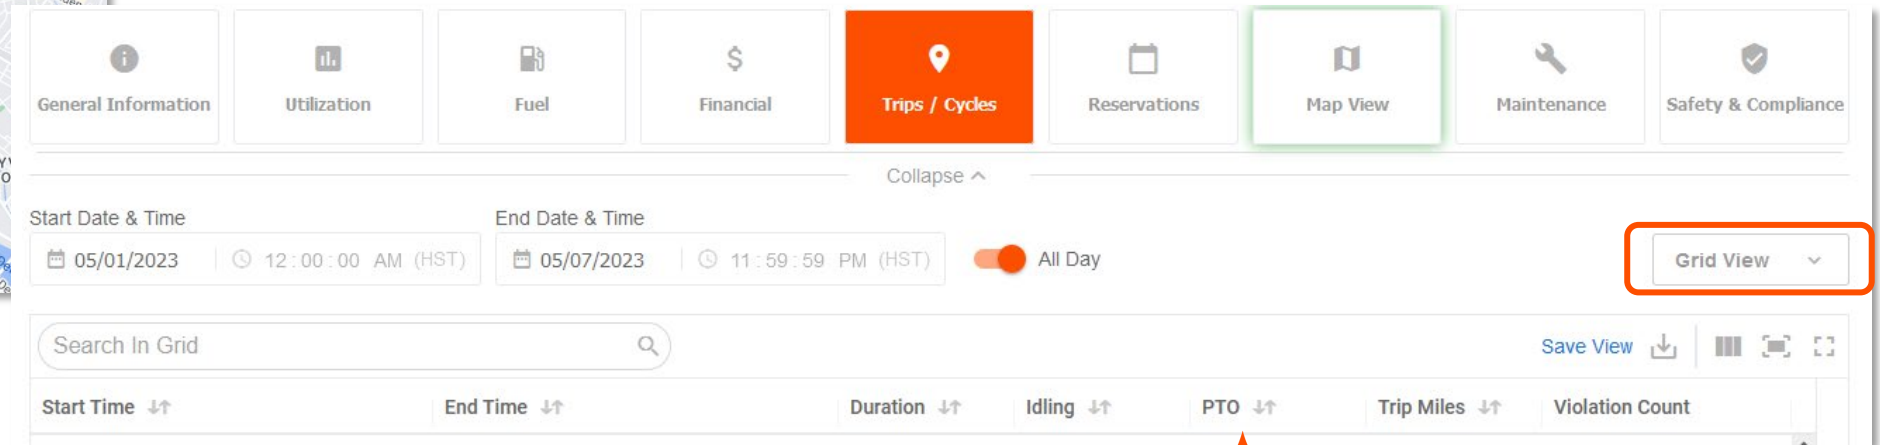 General Information
Utilization
Fuel
Financial
Trips / Cycles
Reservations
Map View
Maintenance
Safety & Compliance
Collapse
Start Date & Time
End Date & Time
05/01/2023 12:00:00 AM (HST)
05/07/2023 11:59:59 PM (HST)
All Day
Grid View
Search In Grid
Save View
Start Time End Time Duration Idling PTO Trip Miles Violation Count